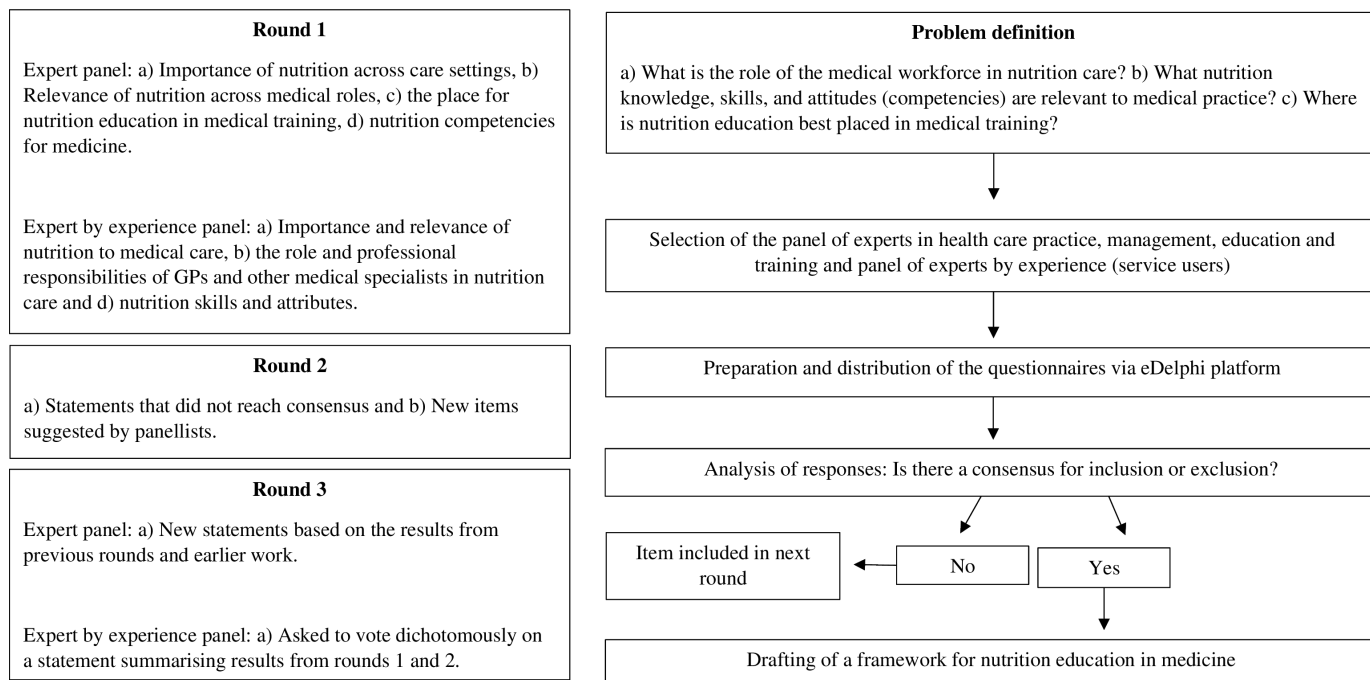 Round 1
Expert panel: a) Importance of nutrition across care settings, b)
Relevance of nutrition across medical roles, c) the place for
nutrition education in medical training, d) nutrition competencies
for medicine.
Expert by experience panel: a) Importance and relevance of
nutrition to medical care, b) the role and professional
responsibilities of GPs and other medical specialists in nutrition
care and d) nutrition skills and attributes.
Round 2
a) Statements that did not reach consensus and b) New items
suggested by panellists.
Round 3
Expert panel: a) New statements based on the results from
previous rounds and earlier work.
Expert by experience panel: a) Asked to vote dichotomously on
a statement summarising results from rounds 1 and 2.
Problem definition
a) What is the role of the medical workforce in nutrition care? b) What nutrition
knowledge, skills, and attitudes (competencies) are relevant to medical practice? c) Where
is nutrition education best placed in medical training?
Selection of the panel of experts in health care practice, management, education and
training and panel of experts by experience (service users)
Preparation and distribution of the questionnaires via eDelphi platform
Analysis of responses: Is there a consensus for inclusion or exclusion?
Item included in next
round
No
Yes
Drafting of a framework for nutrition education in medicine